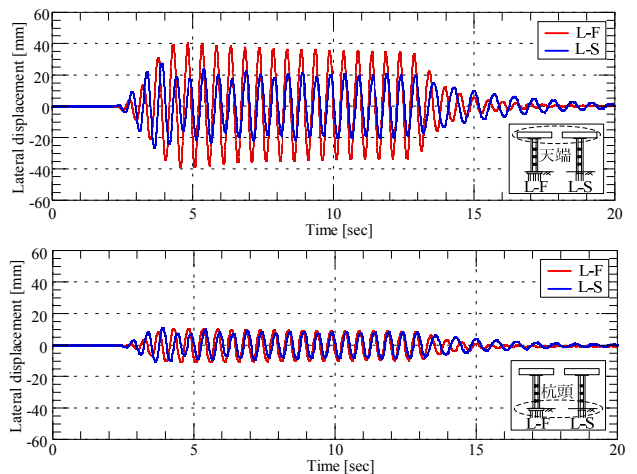 Lateral displacement [mm]
60
40
20
0
-20
-40
-60
L-F
L-S
天端
L-F L-S
0 5 10 15 20
Time [sec]
Lateral displacement [mm]
60
40
20
0
-20
-40
-60
L-F
L-S
杭頭
L-F L-S
0 5 10 15 20
Time [sec]